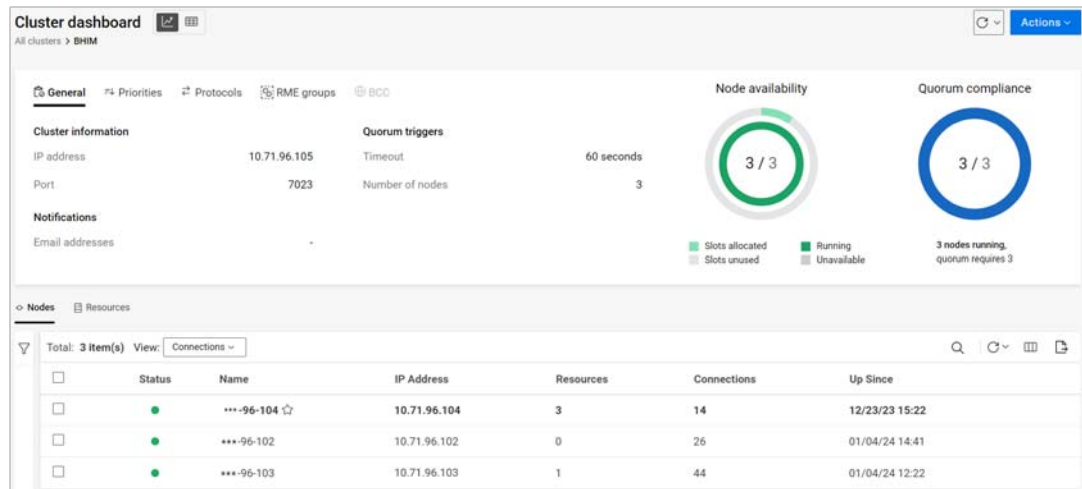 Cluster dashboard
Actions
All clusters > BHIM
General Priorities Protocols RME groups BCC
Cluster information
IP address 10.71.96.105
Port 7023
Notifications
Email addresses -
Quorum triggers
Timeout 60 seconds
Number of nodes 3
Node availability
3 / 3
Slots allocated Running
Slots unused Unavailable
Quorum compliance
3 / 3
3 nodes running,
quorum requires 3
Nodes Resources
Total: 3 item(s) View: Connections
Status Name IP Address Resources Connections Up Since
***-96-104 10.71.96.104 3 14 12/23/23 15:22
***-96-102 10.71.96.102 0 26 01/04/24 14:41
***-96-103 10.71.96.103 1 44 01/04/24 12:22